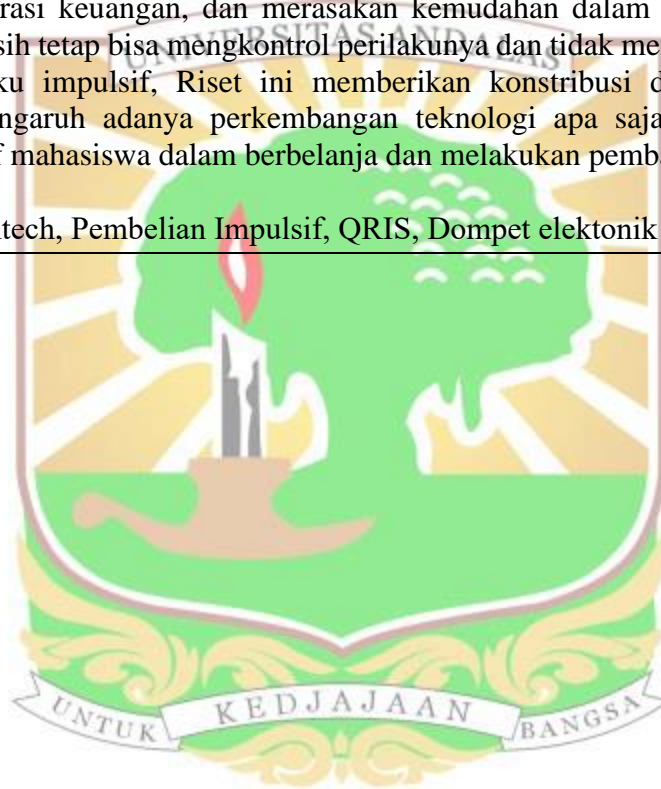 rasi keuangan, dan merasakan kemudahan dalam
sih tetap bisa mengkontrol perilakunya dan tidak me
ku impulsif, Riset ini memberikan konstribusi d
ngaruh adanya perkembangan teknologi apa saja
f mahasiswa dalam berbelanja dan melakukan pemba
tech, Pembelian Impulsif, QRIS, Dompet elektonik
UNIVERSITAS ANDALAS
UNTUK KEDJAJAAN BANGSA